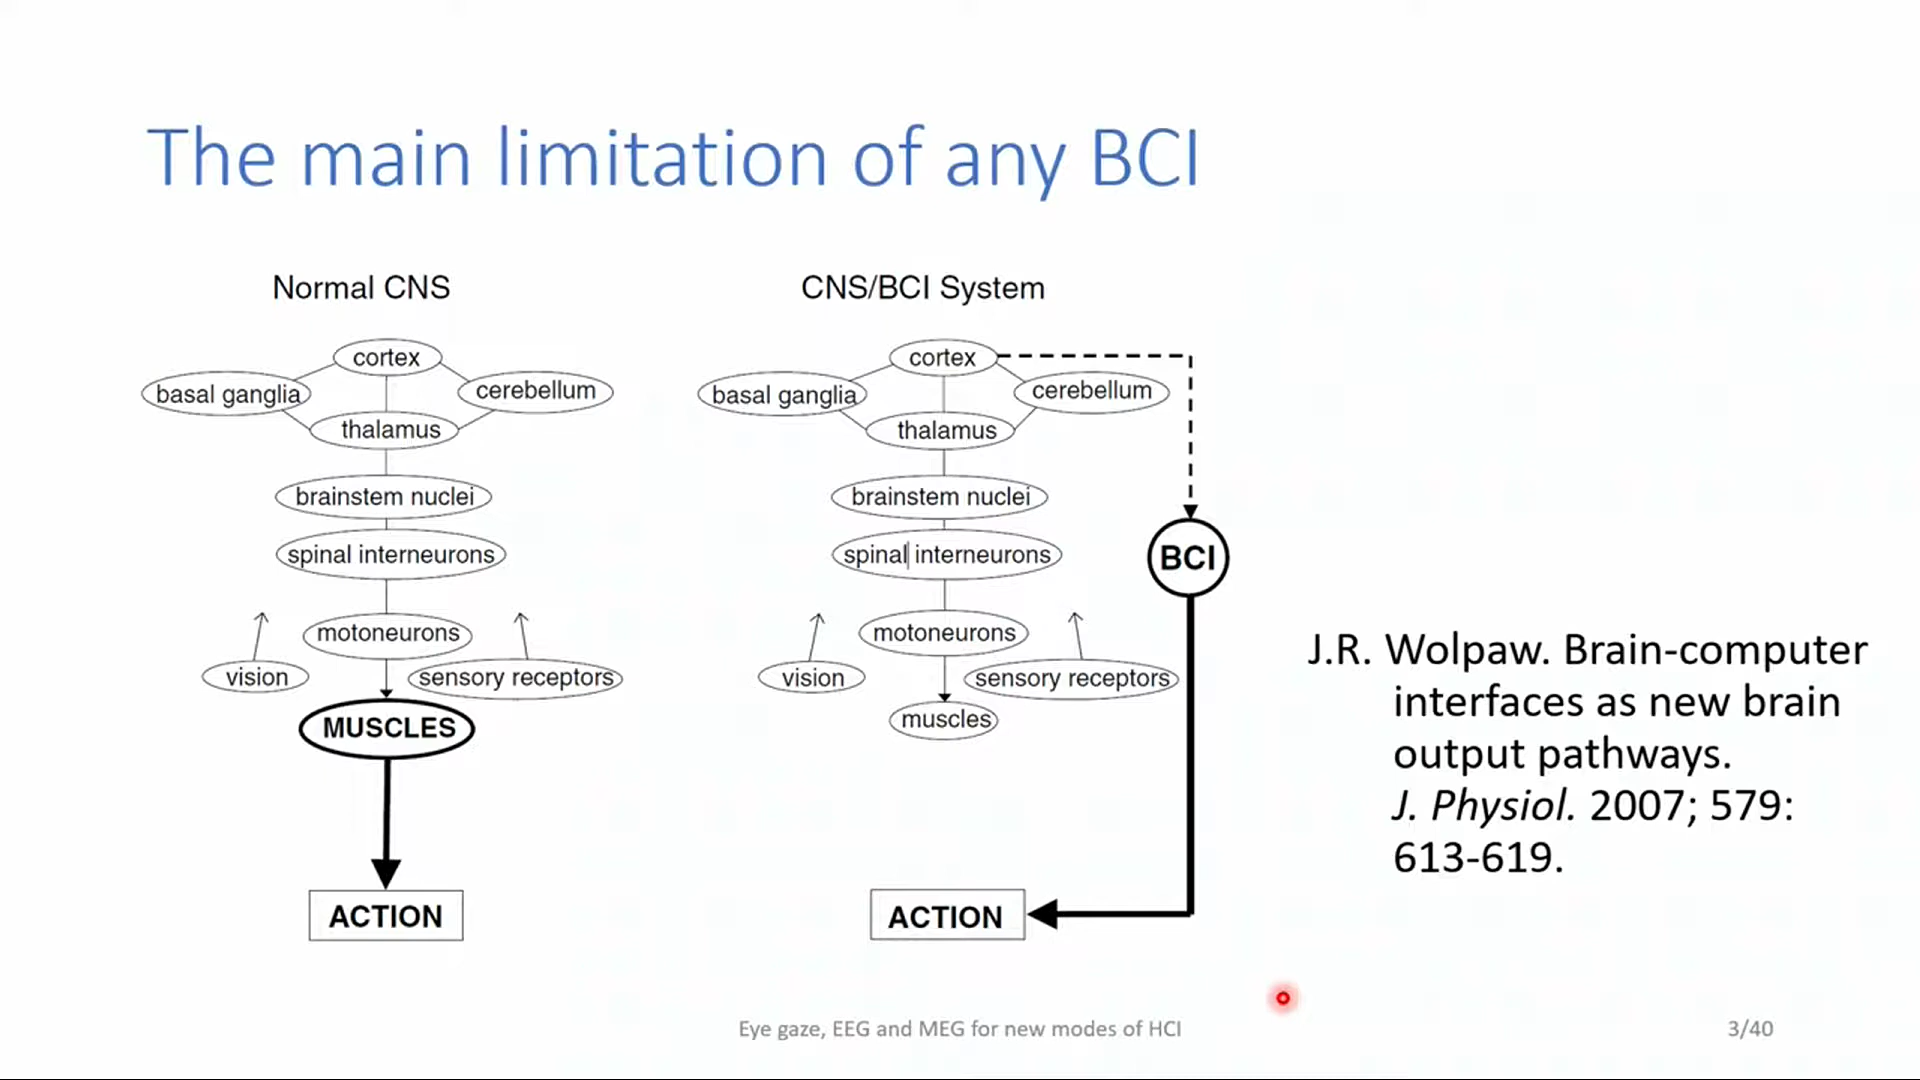 The main limitation of any BCI
Normal CNS
cortex
basal ganglia
cerebellum
thalamus
brainstem nuclei
spinal interneurons
motoneurons
vision
sensory receptors
MUSCLES
ACTION
CNS/BCI System
cortex
basal ganglia
cerebellum
thalamus
brainstem nuclei
spinal interneurons
motoneurons
vision
sensory receptors
muscles
BCI
ACTION
J.R. Wolpaw. Brain-computer
interfaces as new brain
output pathways.
J. Physiol. 2007; 579:
613-619.
Eye gaze, EEG and MEG for new modes of HCI
3/40